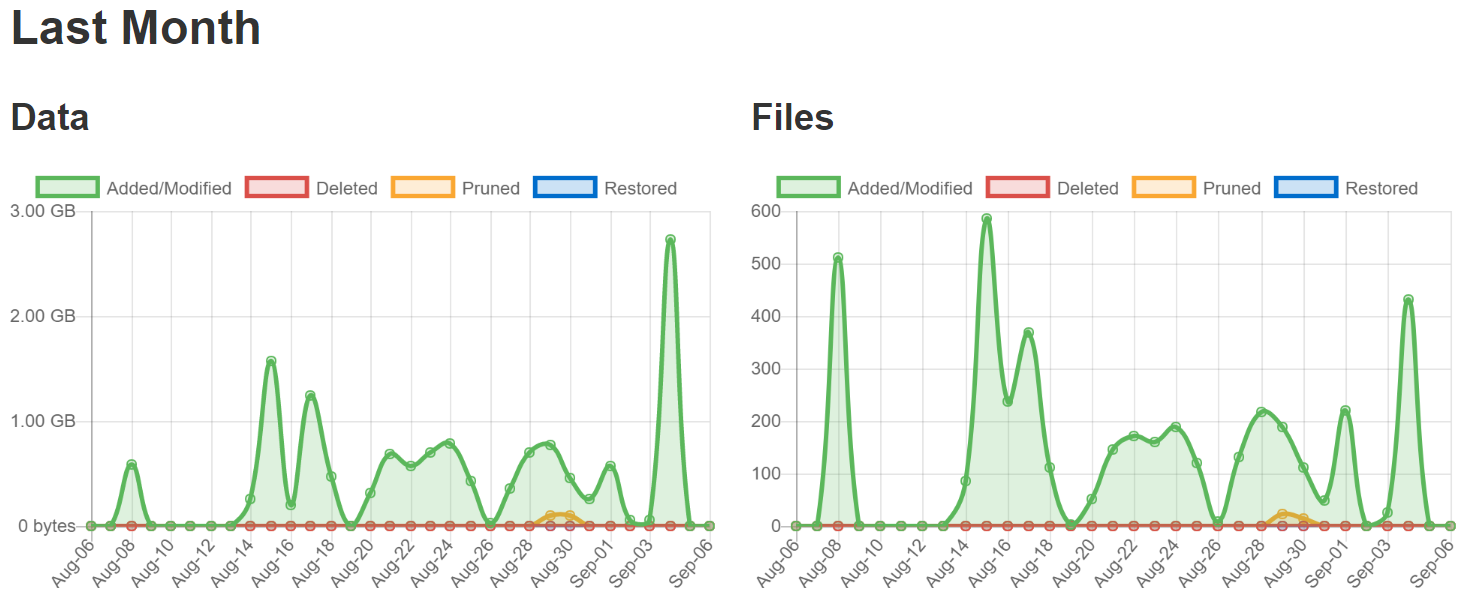 Last Month
Data
Added/Modified Deleted Pruned Restored
3.00 GB
2.00 GB
1.00 GB
0 bytes
Aug-06 Aug-08 Aug-10 Aug-12 Aug-14 Aug-16 Aug-18 Aug-20 Aug-22 Aug-24 Aug-26 Aug-28 Aug-30 Sep-01 Sep-03 Sep-06
Files
Added/Modified Deleted Pruned Restored
600
500
400
300
200
100
0
Aug-06 Aug-08 Aug-10 Aug-12 Aug-14 Aug-16 Aug-18 Aug-20 Aug-22 Aug-24 Aug-26 Aug-28 Aug-30 Sep-01 Sep-03 Sep-06